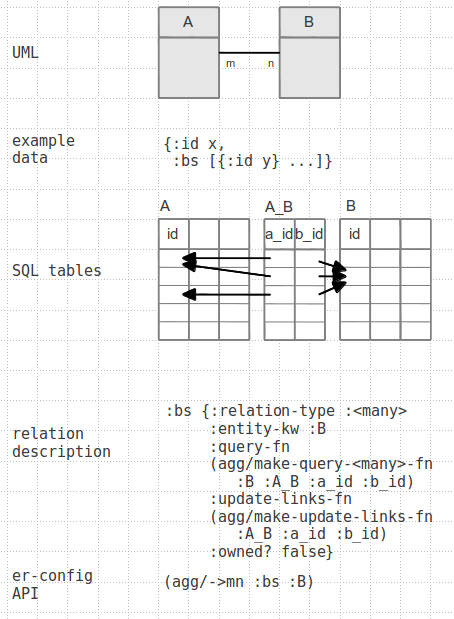 A B
UML
m n
example
data
{:id x,
:bs [{:id y} ...]}
A A_B B
id a_id b_id id
SQL tables
relation
description
:bs {:relation-type :<many>
:entity-kw :B
:query-fn
(agg/make-query-<many>-fn
:B :A_B :a_id :b_id)
:update-links-fn
(agg/make-update-links-fn
:A_B :a_id :b_id)
:owned? false}
er-config
API
(agg/->mn :bs :B)